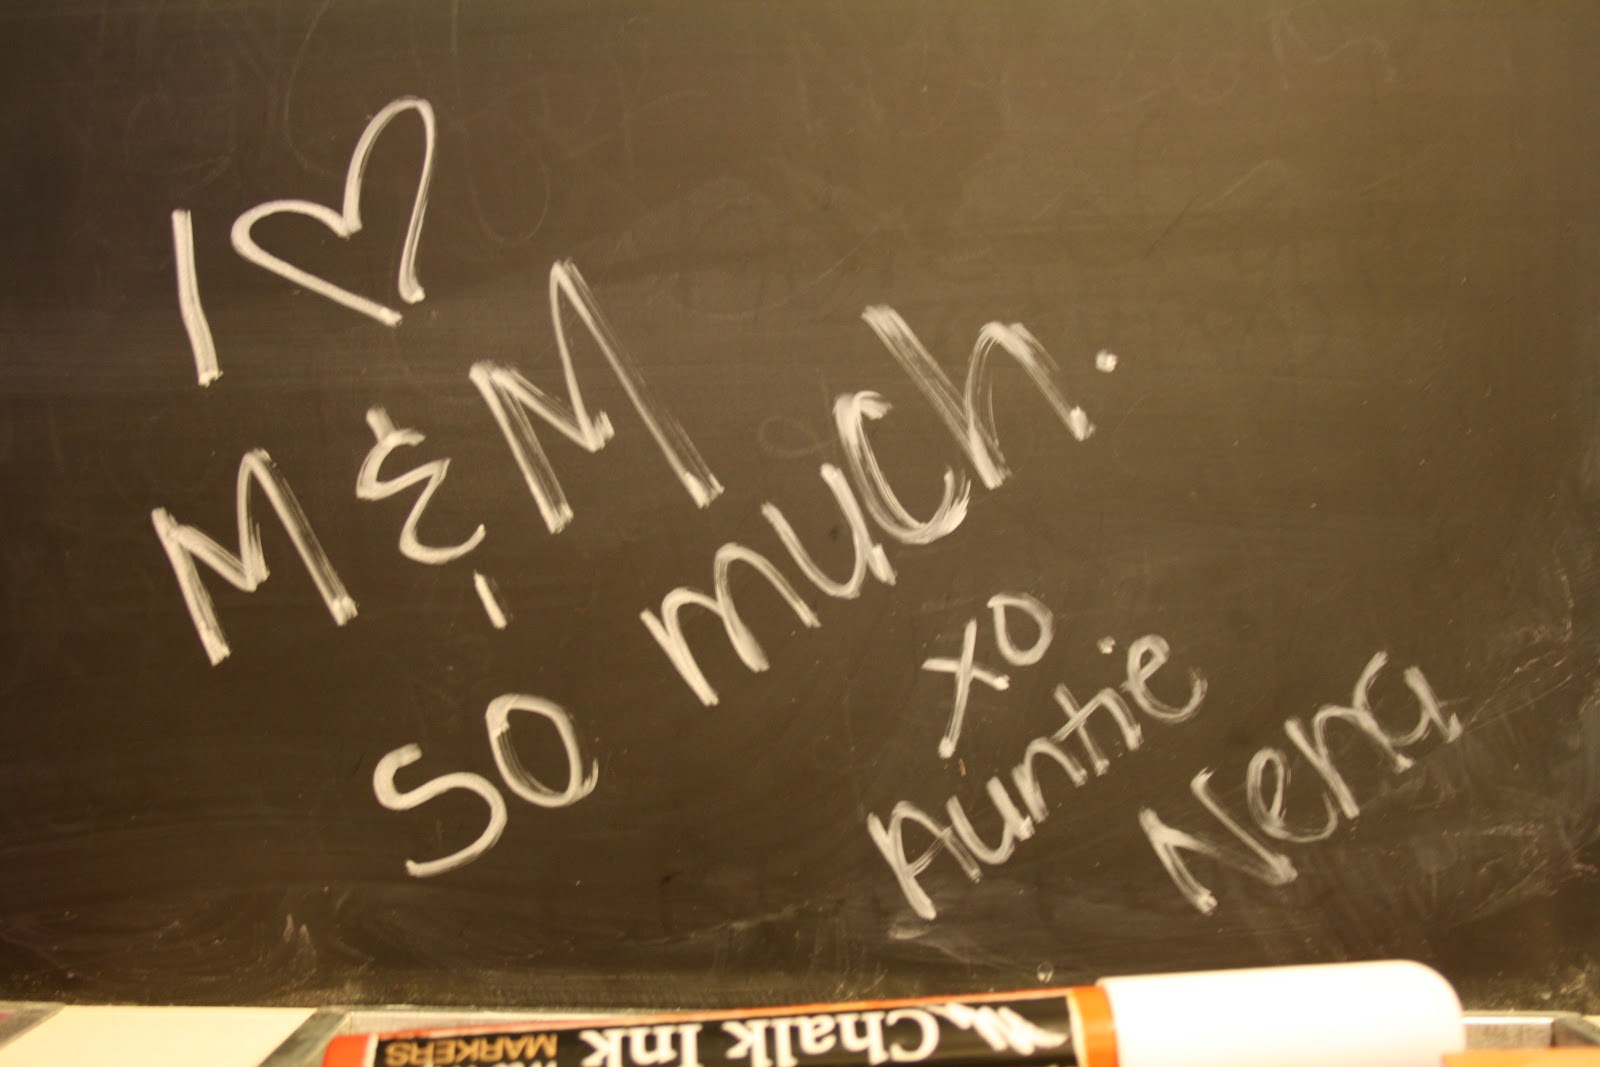 I ♡
M & M
so much.
xo
Auntie
Nena
Chalk Ink
MARKERS